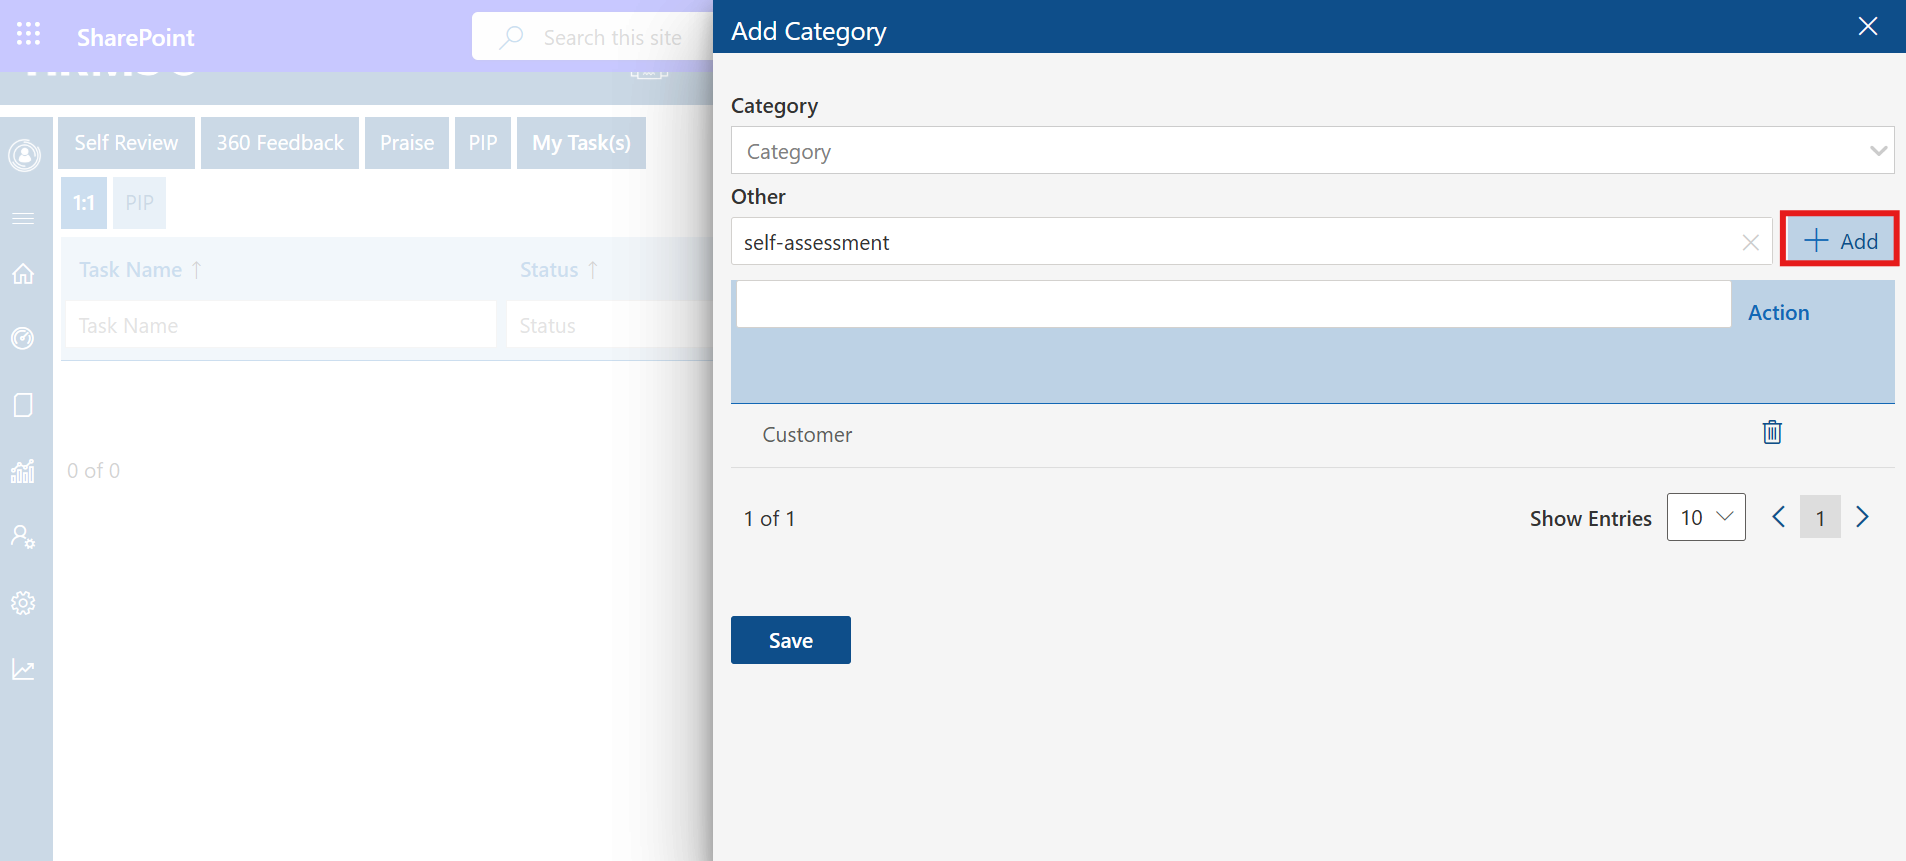 SharePoint
Search this site
Self Review
360 Feedback
Praise
PIP
My Task(s)
1:1
PIP
Task Name ↑
Status ↑
Task Name
Status
0 of 0
Add Category
Category
Category
Other
self-assessment
Add
Action
Customer
1 of 1
Show Entries
10
1
Save